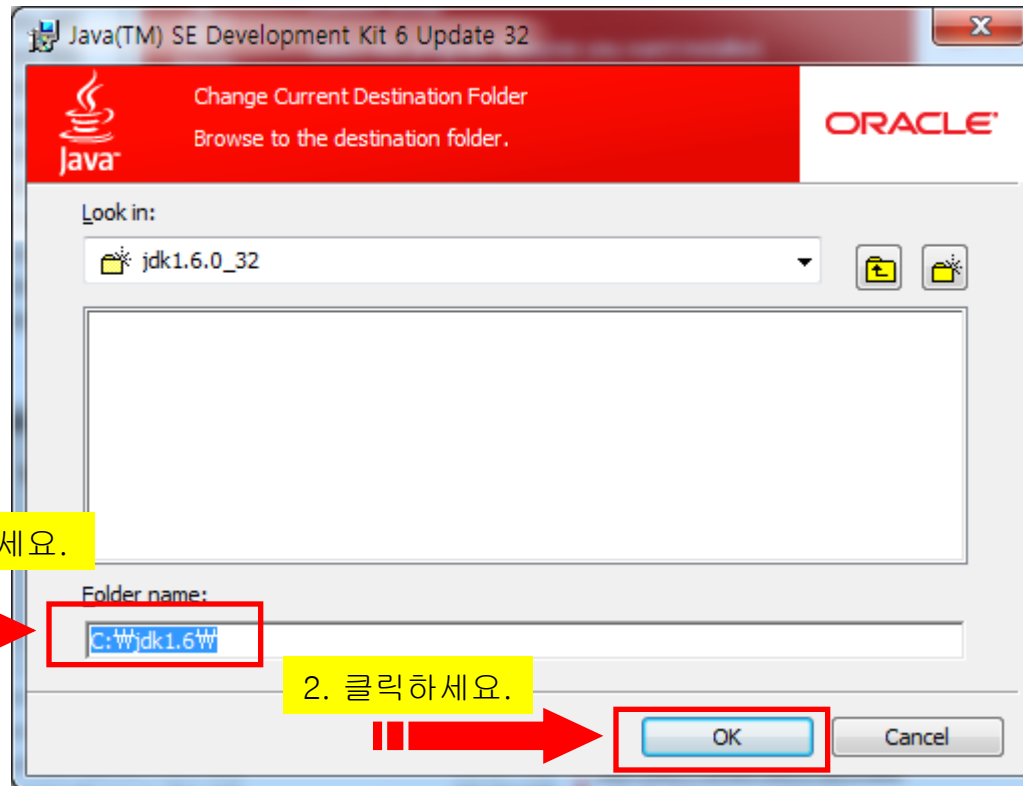 Java(TM) SE Development Kit 6 Update 32
Change Current Destination Folder
Browse to the destination folder.
Java
ORACLE
Look in:
jdk1.6.0_32
세요.
Folder name:
C:₩jdk1.6₩
2. 클릭하세요.
OK
Cancel